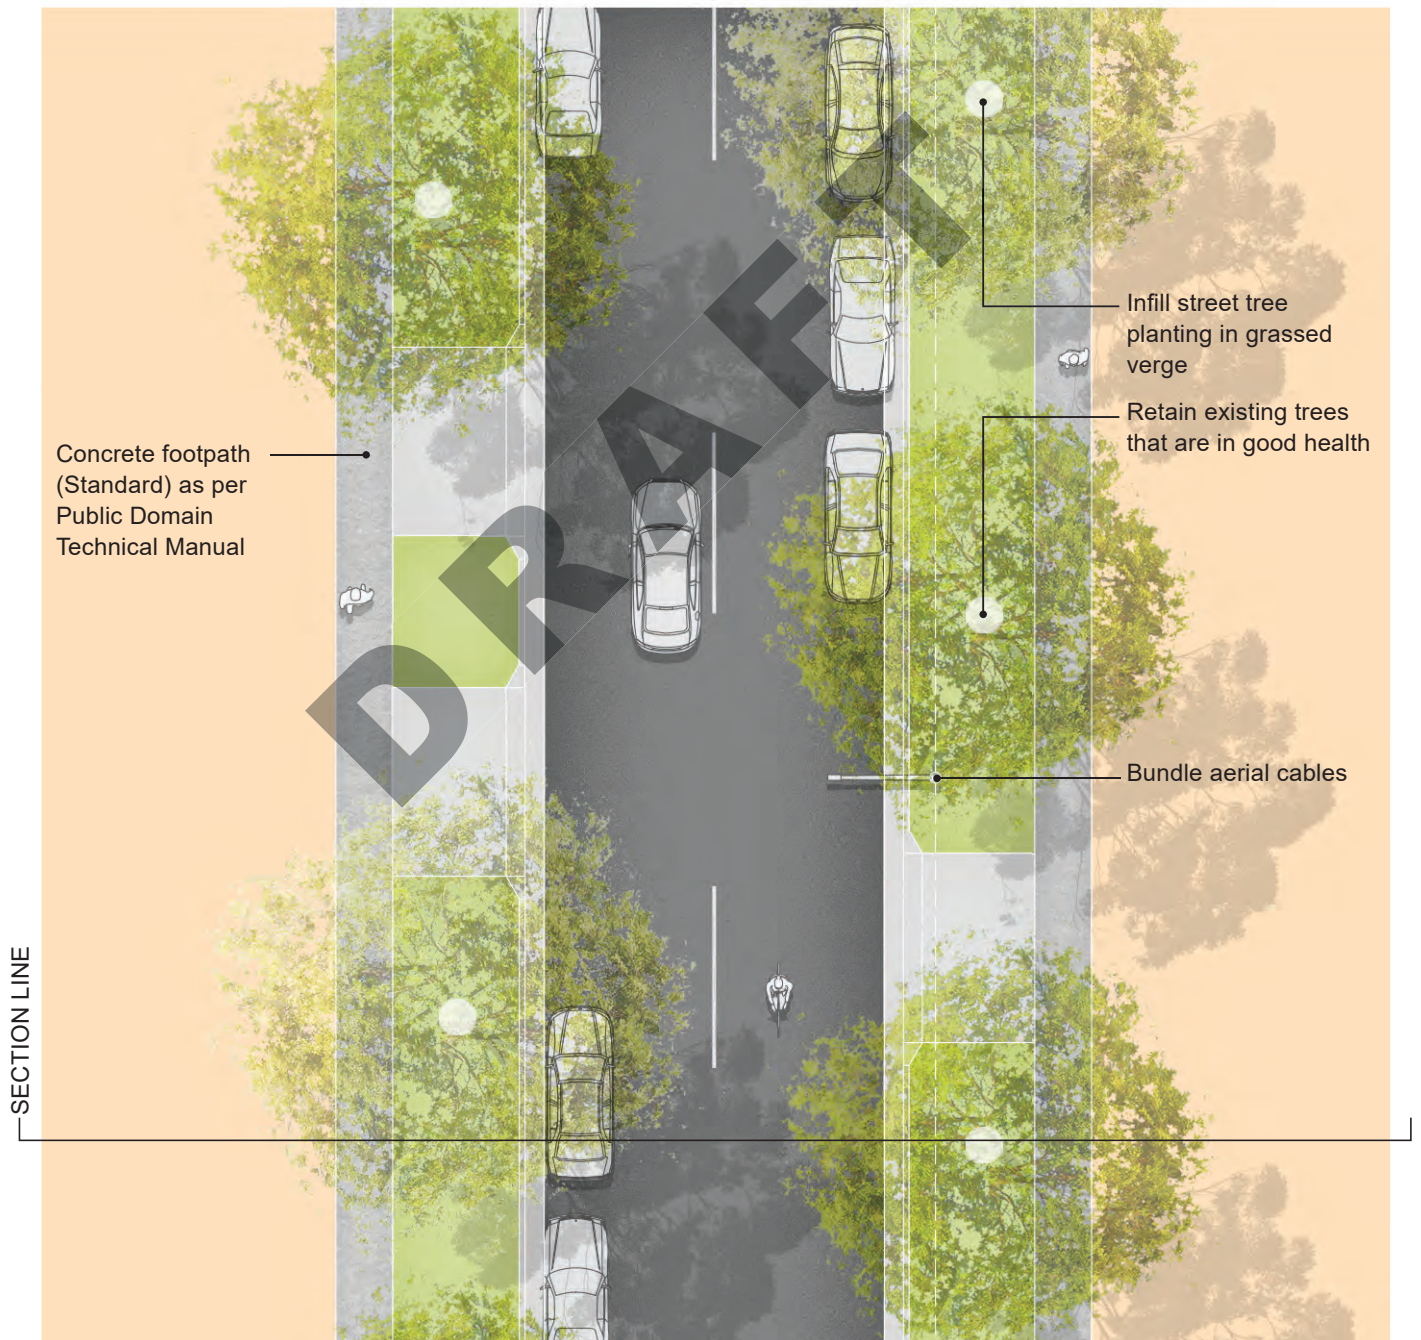 DRAFT
Infill street tree
planting in grassed
verge
Retain existing trees
that are in good health
Concrete footpath
(Standard) as per
Public Domain
Technical Manual
Bundle aerial cables
SECTION LINE